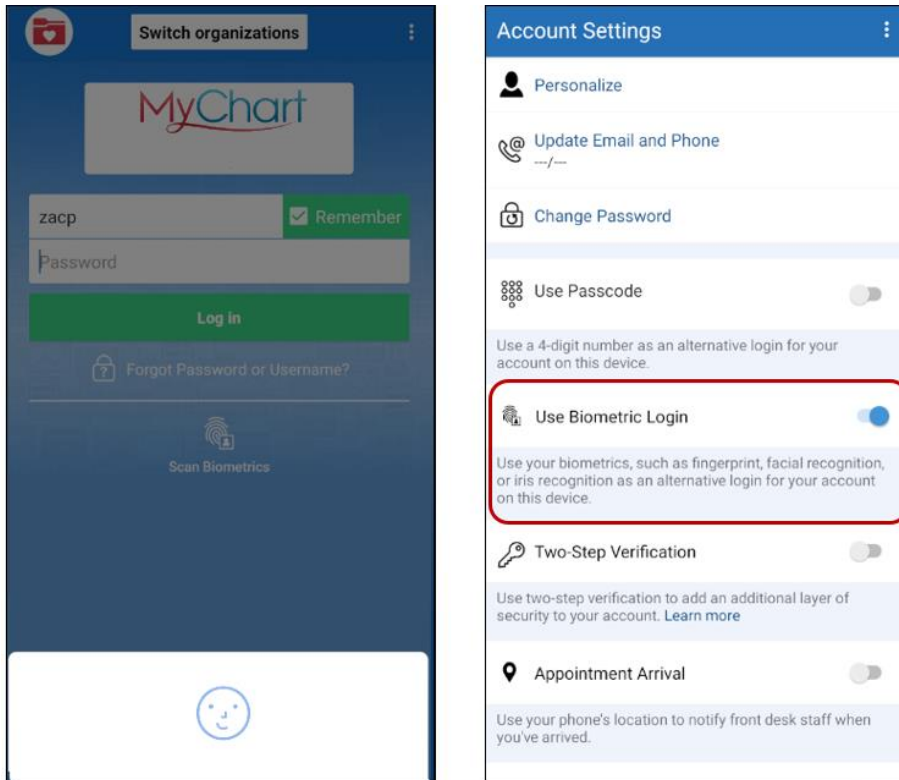 Switch organizations
MyChart
zacp
Remember
Password
Log in
Forgot Password or Username?
Scan Biometrics
Account Settings
Personalize
Update Email and Phone
---/---
Change Password
Use Passcode
Use a 4-digit number as an alternative login for your
account on this device.
Use Biometric Login
Use your biometrics, such as fingerprint, facial recognition,
or iris recognition as an alternative login for your account
on this device.
Two-Step Verification
Use two-step verification to add an additional layer of
security to your account. Learn more
Appointment Arrival
Use your phone's location to notify front desk staff when
you've arrived.